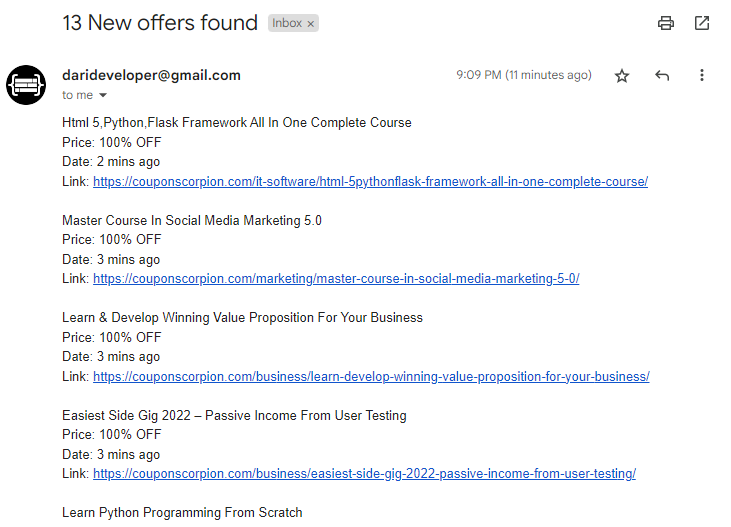 13 New offers found Inbox ×
darideveloper@gmail.com 9:09 PM (11 minutes ago)
to me
Html 5,Python,Flask Framework All In One Complete Course
Price: 100% OFF
Date: 2 mins ago
Link: https://couponscorpion.com/it-software/html-5pythonflask-framework-all-in-one-complete-course/
Master Course In Social Media Marketing 5.0
Price: 100% OFF
Date: 3 mins ago
Link: https://couponscorpion.com/marketing/master-course-in-social-media-marketing-5-0/
Learn & Develop Winning Value Proposition For Your Business
Price: 100% OFF
Date: 3 mins ago
Link: https://couponscorpion.com/business/learn-develop-winning-value-proposition-for-your-business/
Easiest Side Gig 2022 – Passive Income From User Testing
Price: 100% OFF
Date: 3 mins ago
Link: https://couponscorpion.com/business/easiest-side-gig-2022-passive-income-from-user-testing/
Learn Python Programming From Scratch